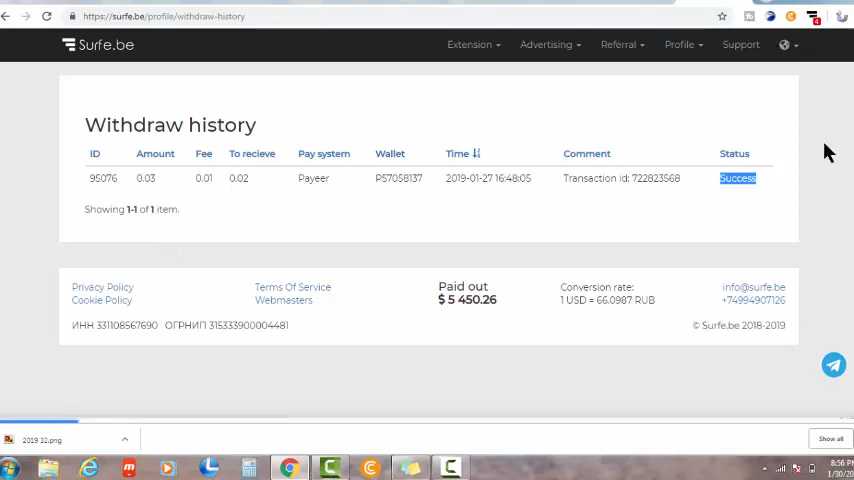 https://surfe.be/profile/withdraw-history
4
Surfe.be Extension Advertising Referral Profile Support
Withdraw history
ID Amount Fee To recieve Pay system Wallet Time Comment Status
95076 0.03 0.01 0.02 Payeer P57058137 2019-01-27 16:48:05 Transaction id: 722823568 Success
Showing 1-1 of 1 item.
Privacy Policy Terms Of Service Paid out Conversion rate: info@surfe.be
Cookie Policy Webmasters $ 5 450.26 1 USD = 66.0987 RUB +74994907126
ИНН 331108567690 ОГРНИП 315333900004481 © Surfe.be 2018-2019
2019 32.png Show all
8:56 PM
1/30/20